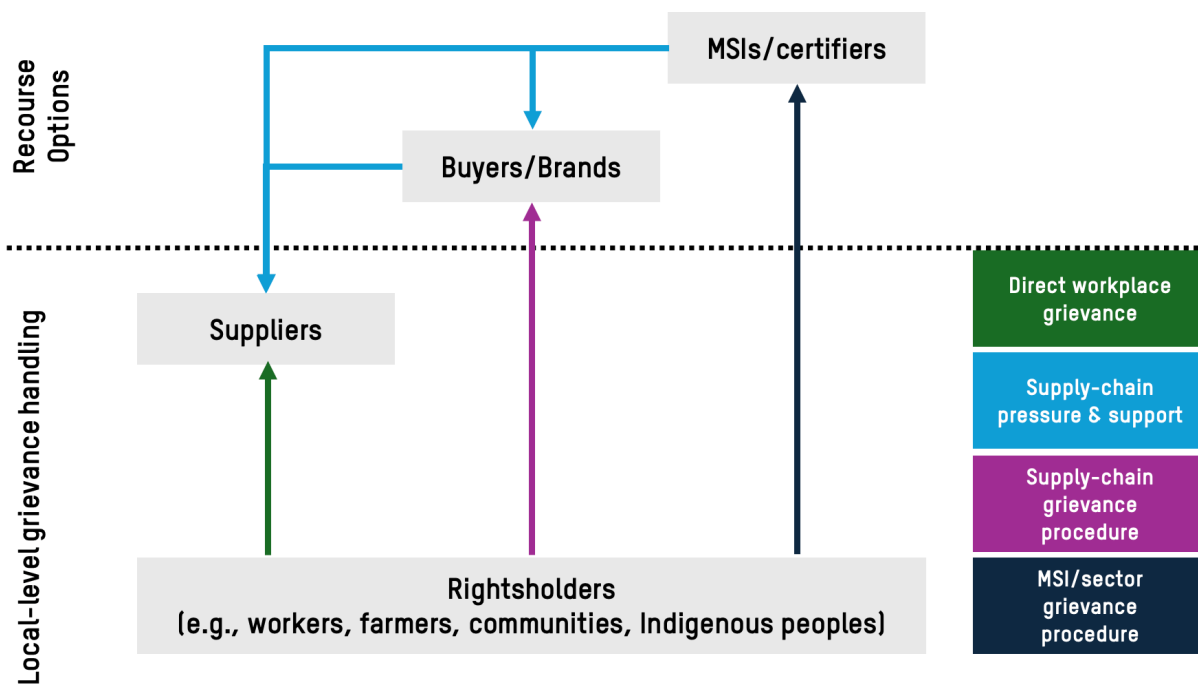 Recourse
Options
MSIs/certifiers
Buyers/Brands
Local-level grievance handling
Suppliers
Rightsholders
(e.g., workers, farmers, communities, Indigenous peoples)
Direct workplace
grievance
Supply-chain
pressure & support
Supply-chain
grievance
procedure
MSI/sector
grievance
procedure